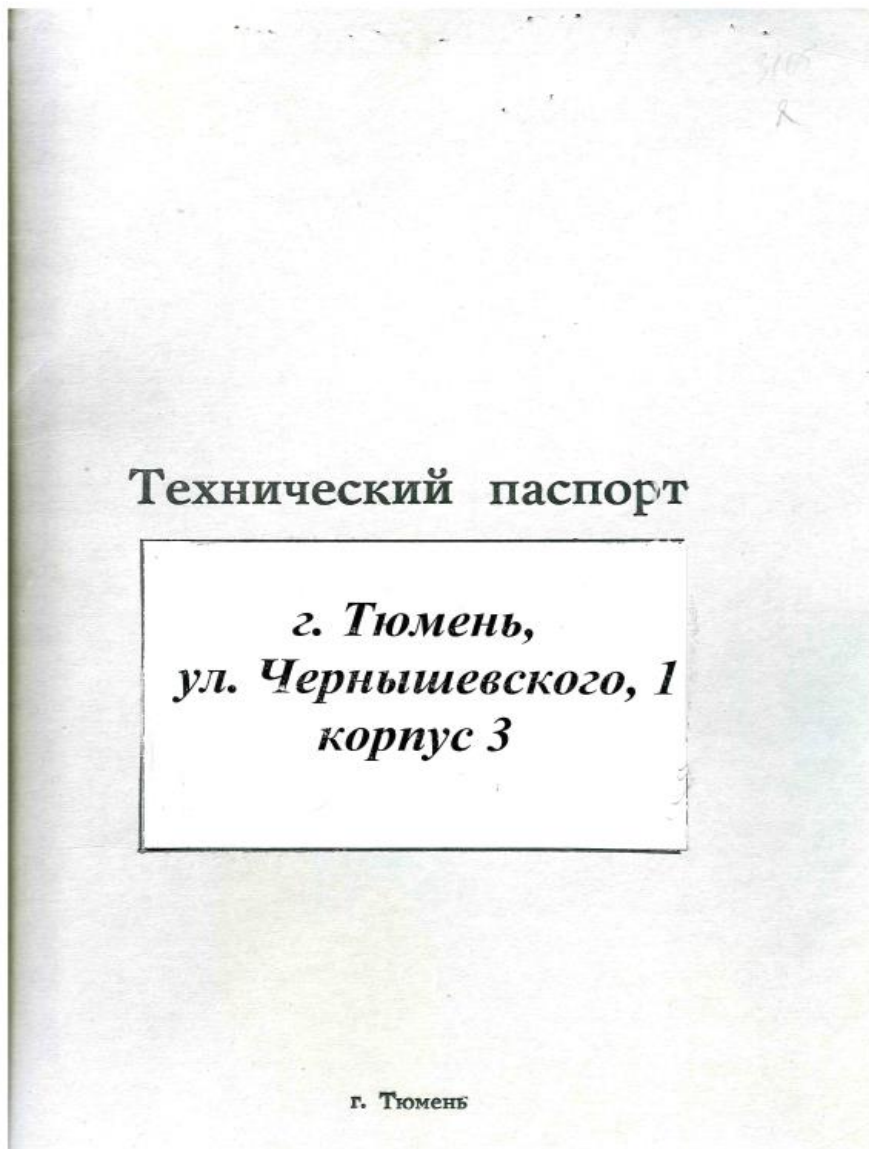 Технический паспорт
г. Тюмень,
ул. Чернышевского, 1
корпус 3
г. Тюмень